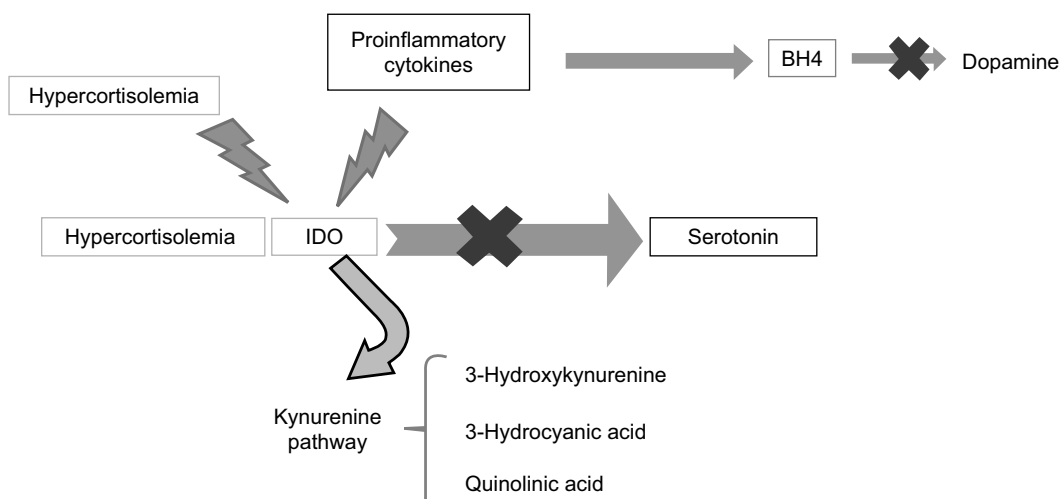 Proinflammatory
cytokines
BH4
Dopamine
Hypercortisolemia
Hypercortisolemia
IDO
Serotonin
Kynurenine
pathway
3-Hydroxykynurenine
3-Hydrocyanic acid
Quinolinic acid